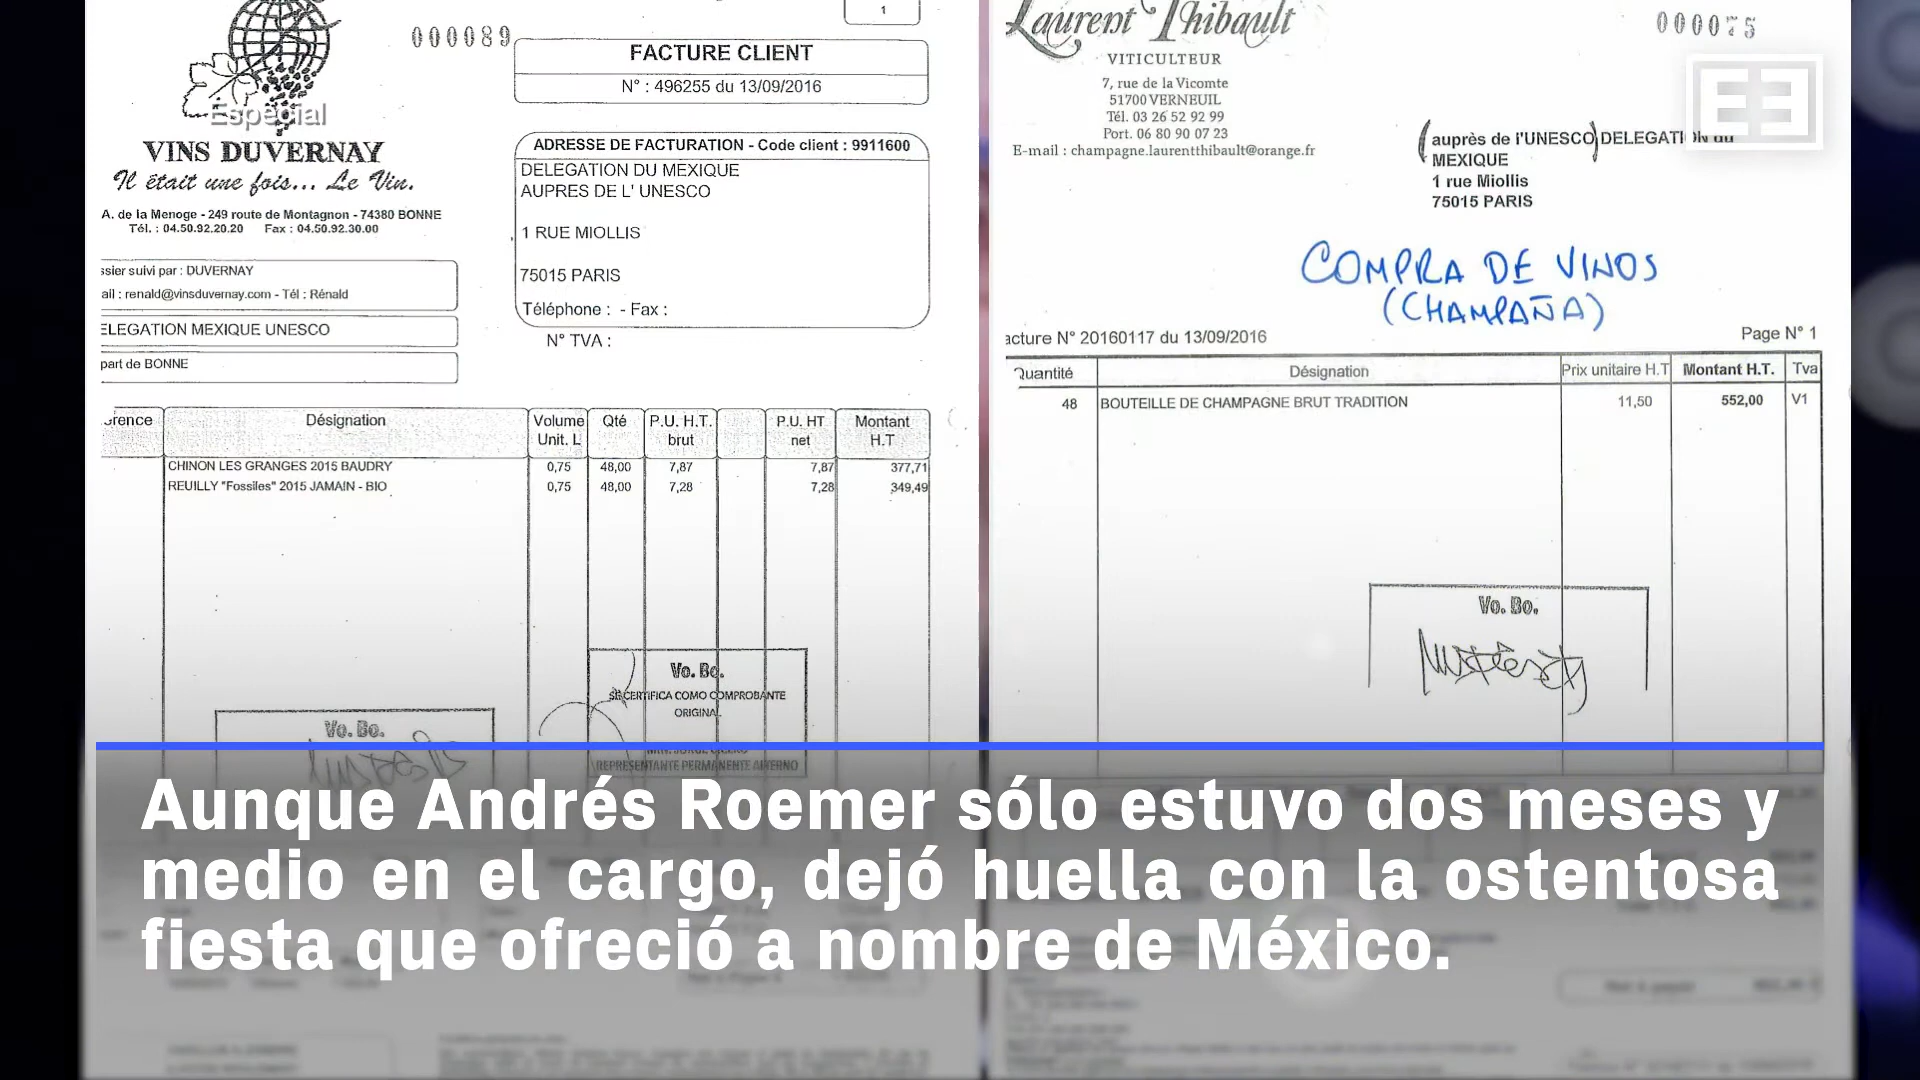 1
000089
FACTURE CLIENT
N° : 496255 du 13/09/2016
Especial
VINS DUVERNAY
Il était une fois... Le Vin.
A. de la Menoge - 249 route de Montagnon - 74380 BONNE
Tél. : 04.50.92.20.20 Fax : 04.50.92.30.00
ADRESSE DE FACTURATION - Code client : 9911600
DELEGATION DU MEXIQUE
AUPRES DE L' UNESCO
1 RUE MIOLLIS
75015 PARIS
Téléphone : - Fax :
N° TVA :
ssier suivi par : DUVERNAY
ail : renald@vinsduvernay.com - Tél : Rénald
ELEGATION MEXIQUE UNESCO
part de BONNE
rence Désignation Volume Unit. L Qté P.U. H.T. brut P.U. HT net Montant H.T
CHINON LES GRANGES 2015 BAUDRY 0,75 48,00 7,87 7,87 377,71
REUILLY "Fossiles" 2015 JAMAIN - BIO 0,75 48,00 7,28 7,28 349,49
Vo. Bo.
SE CERTIFICA COMO COMPROBANTE
ORIGINAL
REPRESENTANTE PERMANENTE ALTERNO
Vo. Bo.
Laurent Thibault
VITICULTEUR
7, rue de la Vicomte
51700 VERNEUIL
Tél. 03 26 52 92 99
Port. 06 80 90 07 23
E-mail : champagne.laurentthibault@orange.fr
000075
(auprès de l'UNESCO) DELEGATION du
MEXIQUE
1 rue Miollis
75015 PARIS
COMPRA DE VINOS
(CHAMPAÑA)
acture N° 20160117 du 13/09/2016
Page N° 1
Quantité Désignation Prix unitaire H.T Montant H.T. Tva
48 BOUTEILLE DE CHAMPAGNE BRUT TRADITION 11,50 552,00 V1
Vo. Bo.
Aunque Andrés Roemer sólo estuvo dos meses y
medio en el cargo, dejó huella con la ostentosa
fiesta que ofreció a nombre de México.